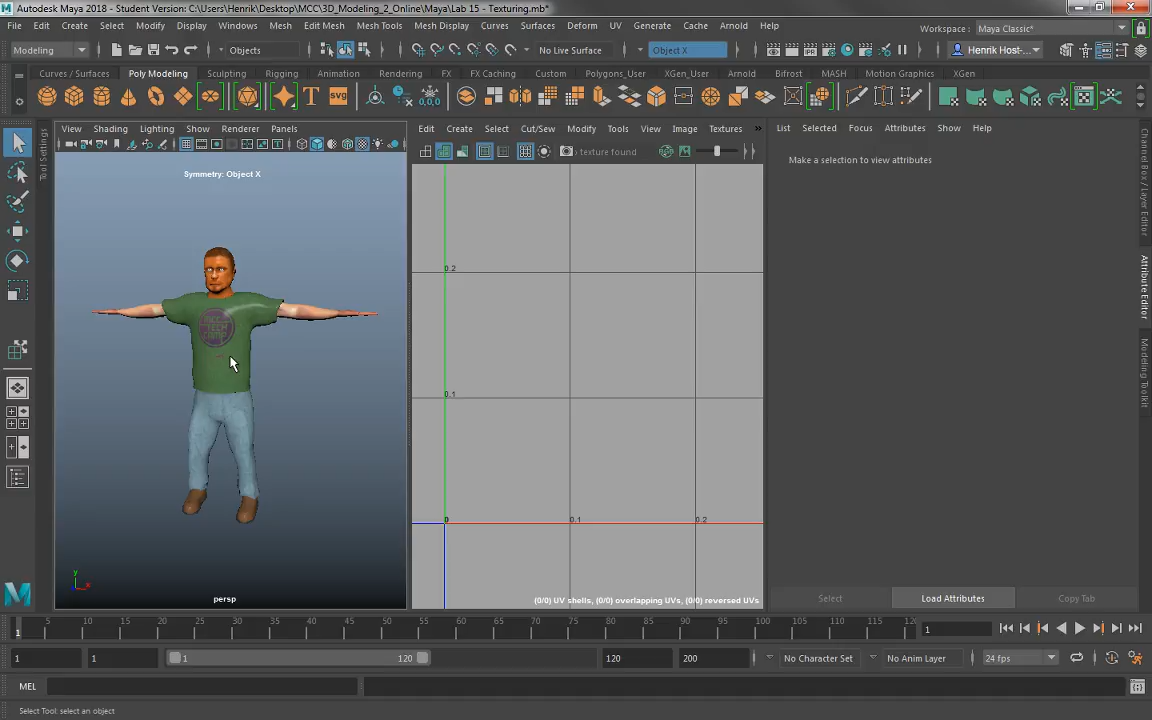 Autodesk Maya 2018 - Student Version: C:\Users\Henrik\Desktop\MCC\3D_Modeling_2_Online\Maya\Lab 15 - Texturing.mb*
File Edit Create Select Modify Display Windows Mesh Edit Mesh Mesh Tools Mesh Display Curves Surfaces Deform UV Generate Cache Arnold Help
Workspace : Maya Classic*
Modeling Objects No Live Surface Object X Henrik Host-...
Curves / Surfaces Poly Modeling Sculpting Rigging Animation Rendering FX FX Caching Custom Polygons_User XGen_User Arnold Bifrost MASH Motion Graphics XGen
T SVG 0,0,0
View Shading Lighting Show Renderer Panels
Edit Create Select Cut/Sew Modify Tools View Image Textures »
List Selected Focus Attributes Show Help
texture found
Make a selection to view attributes
Tool Settings
Channel Box / Layer Editor
Attribute Editor
Modeling Toolkit
Symmetry: Object X
TECH
0.2
0.1
0 0.1 0.2
y
x
persp
(0/0) UV shells, (0/0) overlapping UVs, (0/0) reversed UVs
Select Load Attributes Copy Tab
5 10 15 20 25 30 35 40 45 50 55 60 65 70 75 80 85 90 95 100 105 110 115
1 1
1 1 1 120 120 200 No Character Set No Anim Layer 24 fps
MEL
Select Tool: select an object